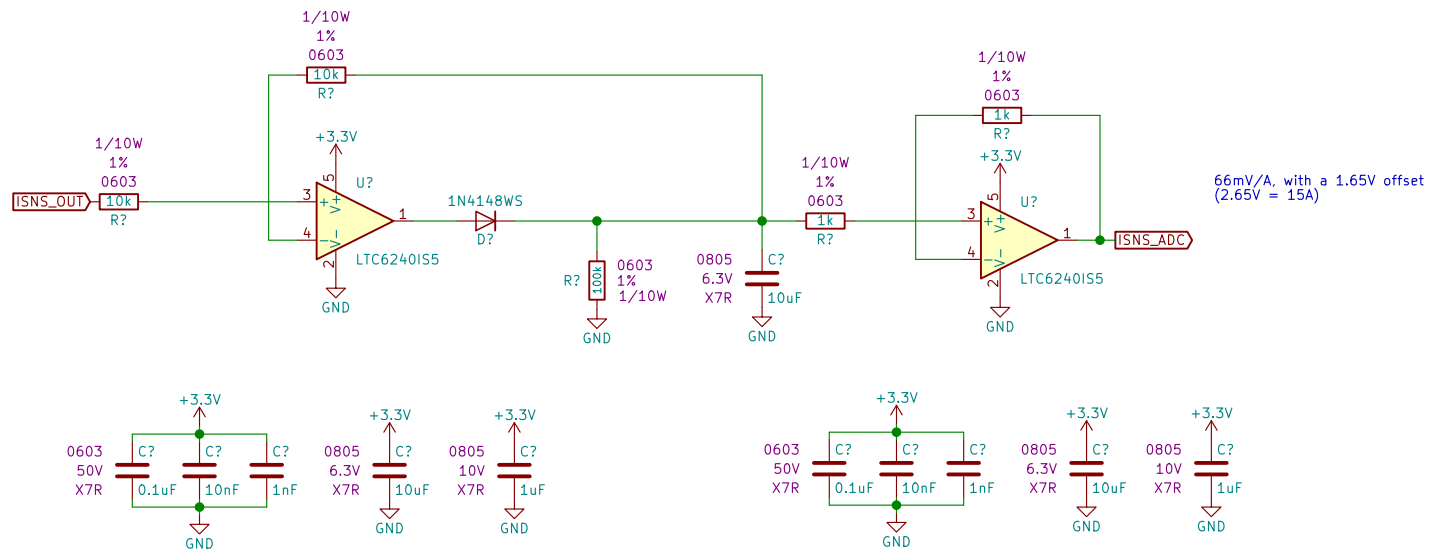 1/10W
1%
0603
10k
R?
1/10W
1%
0603
ISNS_OUT
10k
R?
+3.3V
5
U?
3
+
V+
1
4
-
V-
2
LTC6240IS5
GND
1N4148WS
D?
R?
100k
0603
1%
1/10W
GND
0805
6.3V
X7R
C?
10uF
GND
1/10W
1%
0603
1k
R?
1/10W
1%
0603
1k
R?
+3.3V
5
U?
3
+
V+
1
4
-
V-
2
LTC6240IS5
GND
ISNS_ADC
66mV/A, with a 1.65V offset
(2.65V = 15A)
+3.3V
0603
50V
X7R
C?
0.1uF
C?
10nF
C?
1nF
GND
+3.3V
0805
6.3V
X7R
C?
10uF
GND
+3.3V
0805
10V
X7R
C?
1uF
GND
+3.3V
0603
50V
X7R
C?
0.1uF
C?
10nF
C?
1nF
GND
+3.3V
0805
6.3V
X7R
C?
10uF
GND
+3.3V
0805
10V
X7R
C?
1uF
GND